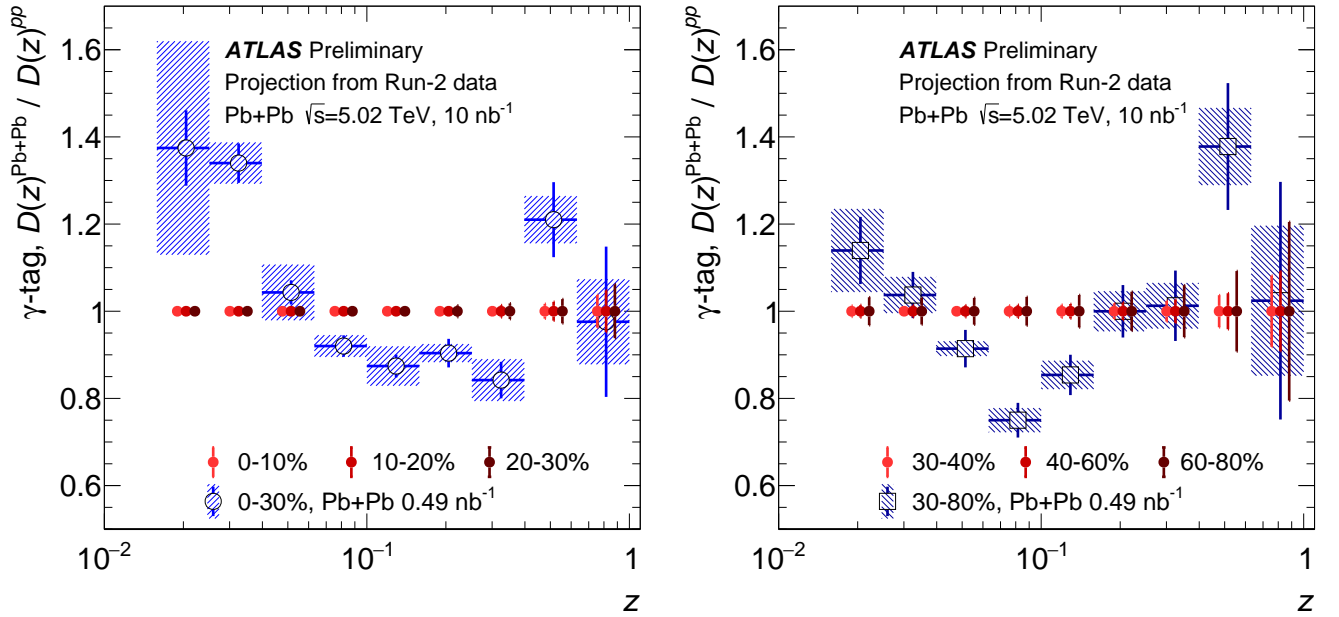 γ-tag, D(z)^Pb+Pb / D(z)^pp
1.6
1.4
1.2
1
0.8
0.6
ATLAS Preliminary
Projection from Run-2 data
Pb+Pb √s=5.02 TeV, 10 nb⁻¹
0-10% 10-20% 20-30%
0-30%, Pb+Pb 0.49 nb⁻¹
10⁻² 10⁻¹ 1
z
γ-tag, D(z)^Pb+Pb / D(z)^pp
1.6
1.4
1.2
1
0.8
0.6
ATLAS Preliminary
Projection from Run-2 data
Pb+Pb √s=5.02 TeV, 10 nb⁻¹
30-40% 40-60% 60-80%
30-80%, Pb+Pb 0.49 nb⁻¹
10⁻² 10⁻¹ 1
z